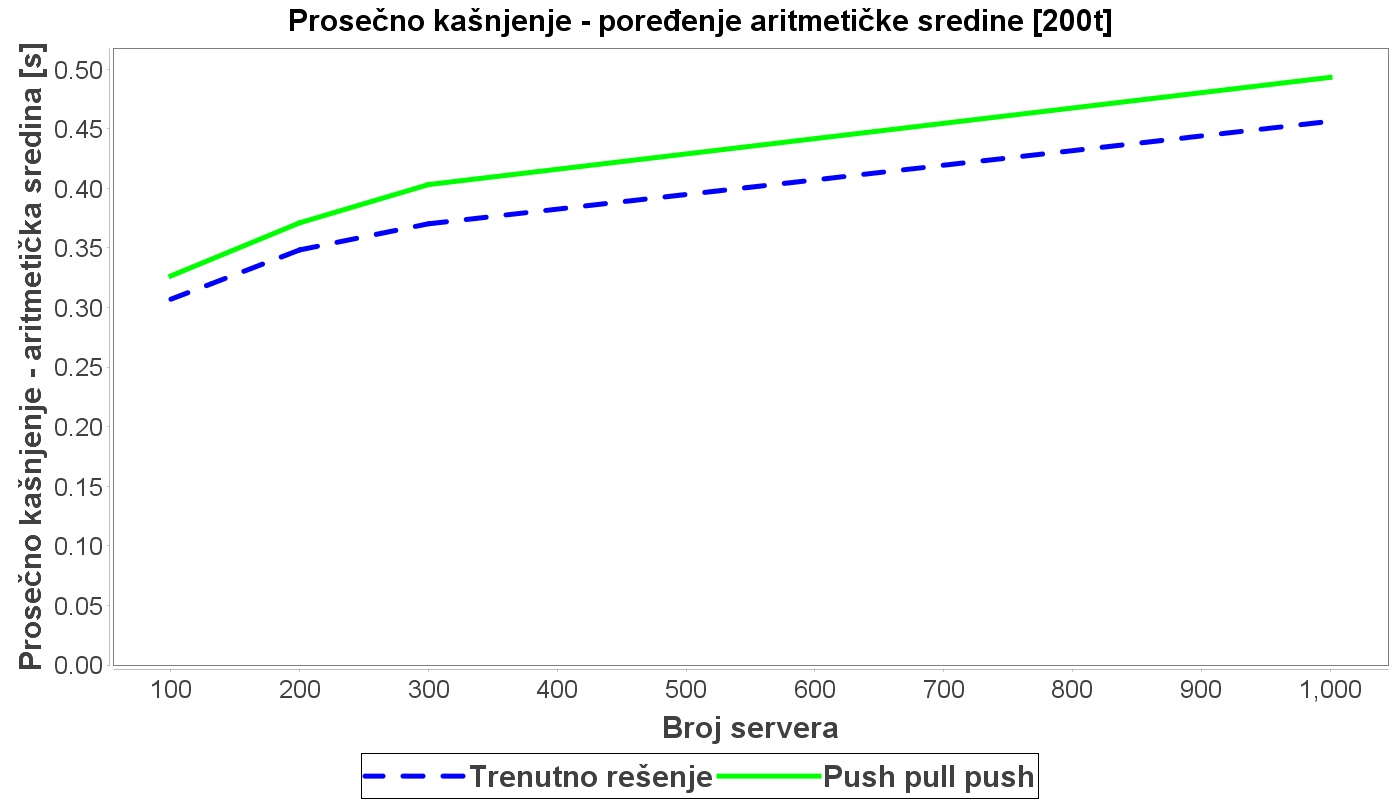 Prosečno kašnjenje - poređenje aritmetičke sredine [200t]
Prosečno kašnjenje - aritmetička sredina [s]
0.50
0.45
0.40
0.35
0.30
0.25
0.20
0.15
0.10
0.05
0.00
100 200 300 400 500 600 700 800 900 1,000
Broj servera
Trenutno rešenje Push pull push